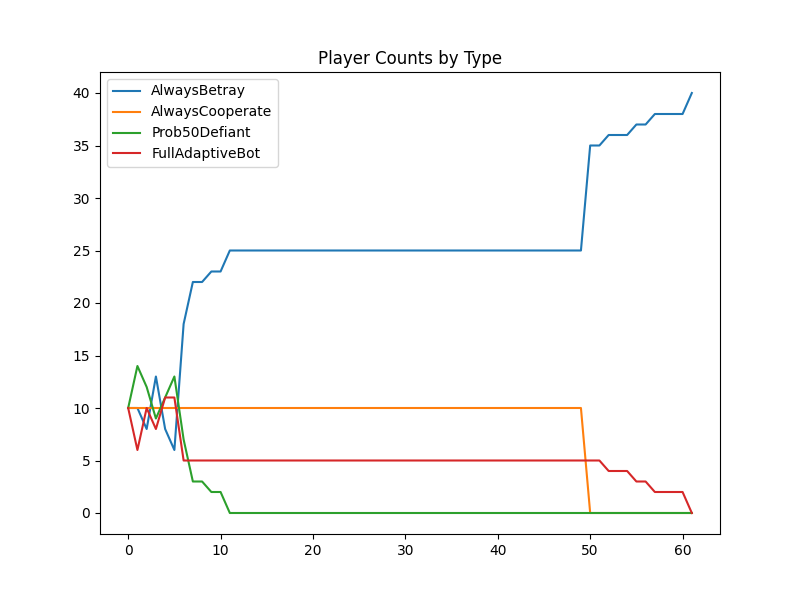 Player Counts by Type
AlwaysBetray
AlwaysCooperate
Prob50Defiant
FullAdaptiveBot
40
35
30
25
20
15
10
5
0
0 10 20 30 40 50 60